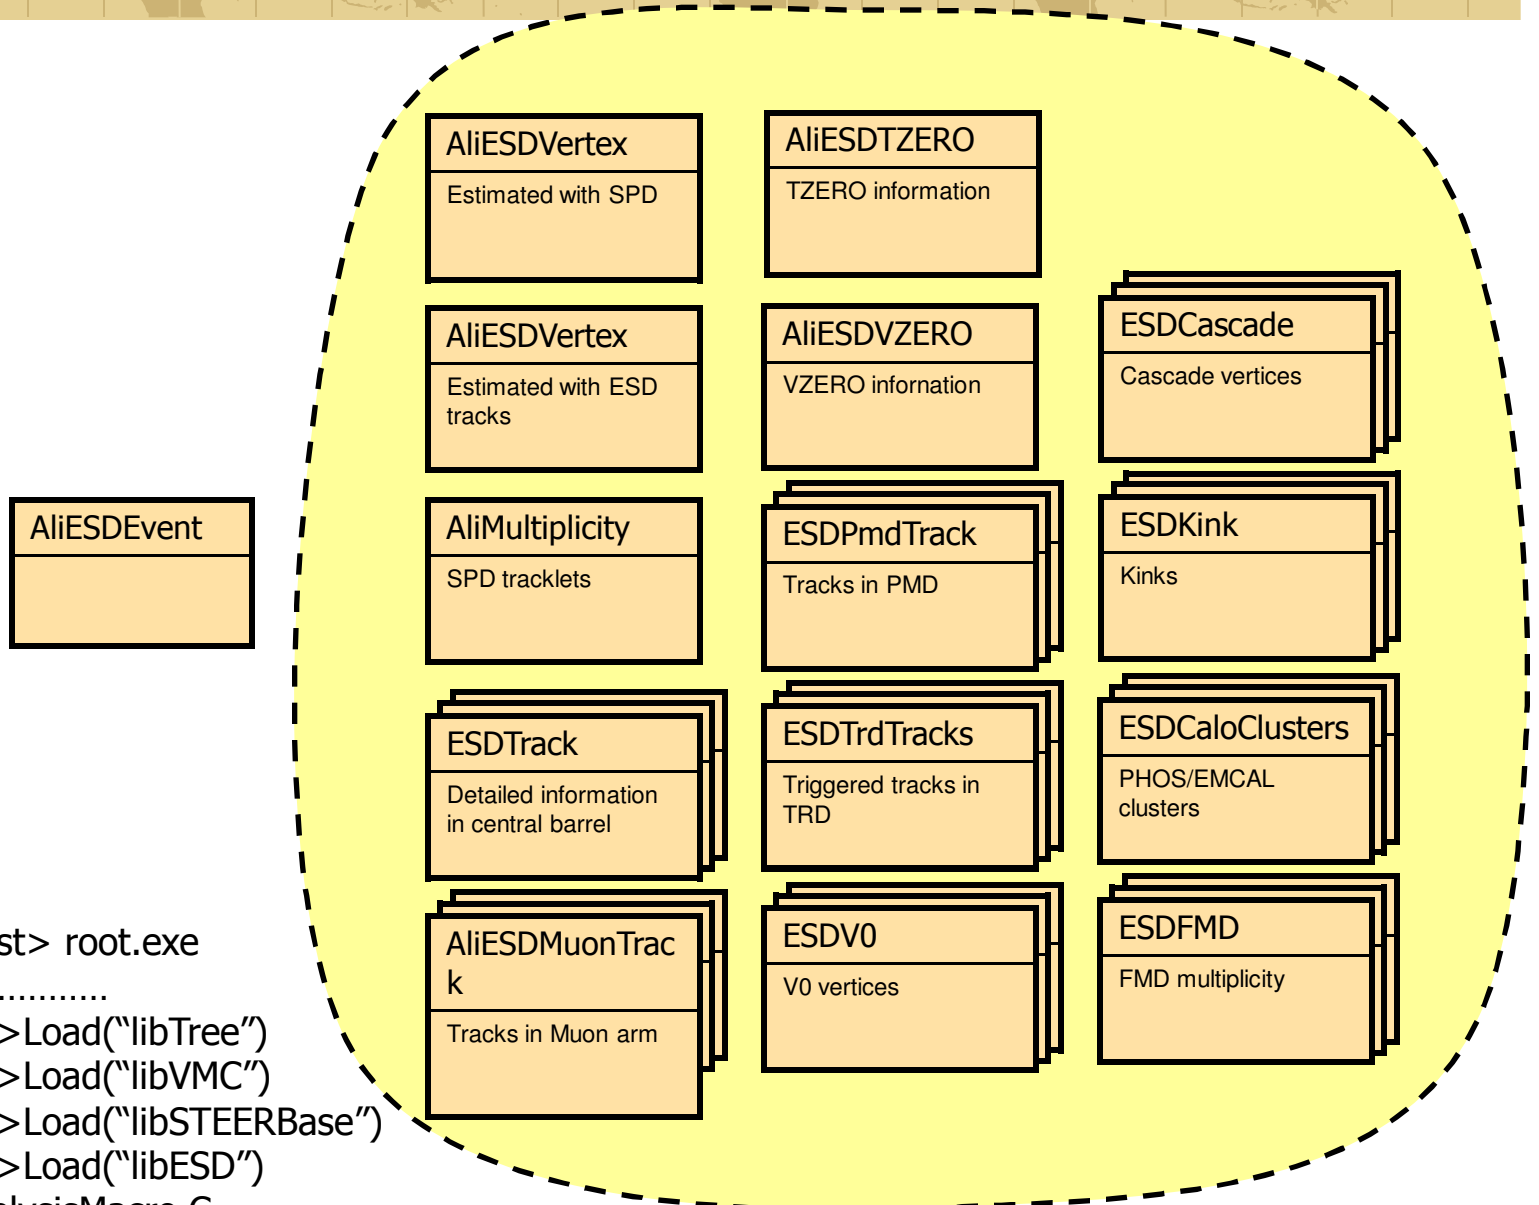 AliESDVertex
Estimated with SPD
AliESDTZERO
TZERO information
AliESDVertex
Estimated with ESD
tracks
AliESDVZERO
VZERO infornation
ESDCascade
Cascade vertices
AliESDEvent
AliMultiplicity
SPD tracklets
ESDPmdTrack
Tracks in PMD
ESDKink
Kinks
ESDTrack
Detailed information
in central barrel
ESDTrdTracks
Triggered tracks in
TRD
ESDCaloClusters
PHOS/EMCAL
clusters
AliESDMuonTrac
k
Tracks in Muon arm
ESDV0
V0 vertices
ESDFMD
FMD multiplicity
st> root.exe
...........
>Load(“libTree”)
>Load(“libVMC”)
>Load(“libSTEERBase”)
>Load(“libESD”)